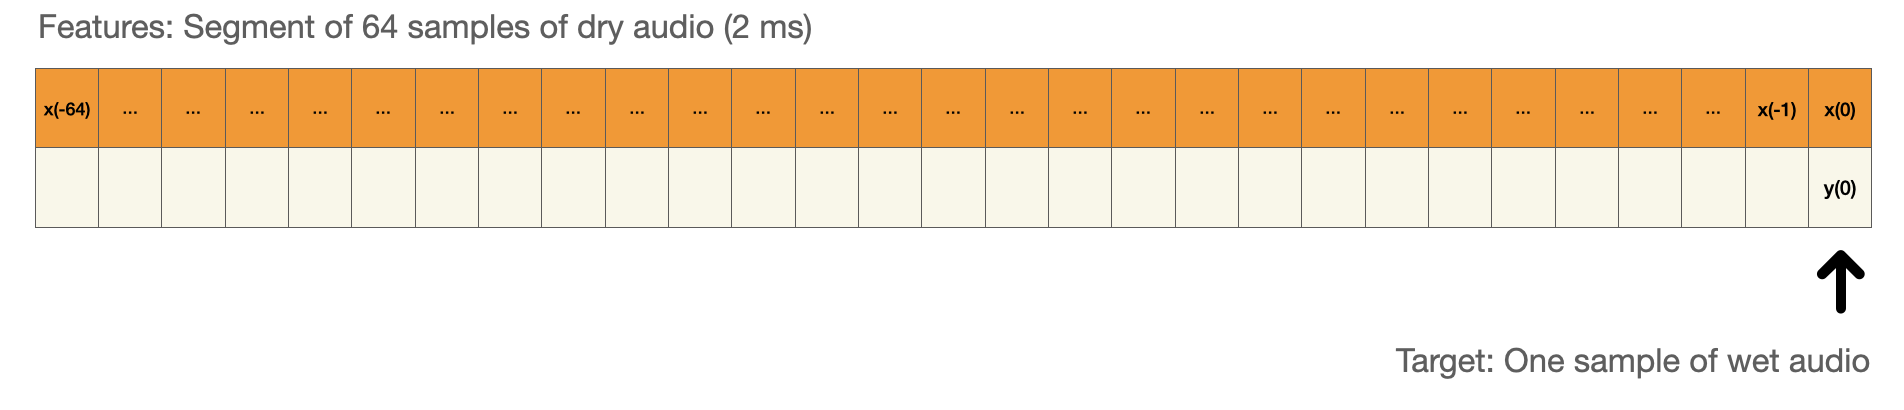 Features: Segment of 64 samples of dry audio (2 ms)
x(-64) ... ... ... ... ... ... ... ... ... ... ... ... ... ... ... ... ... ... ... ... ... ... ... ... ... ... x(-1) x(0)
y(0)
Target: One sample of wet audio